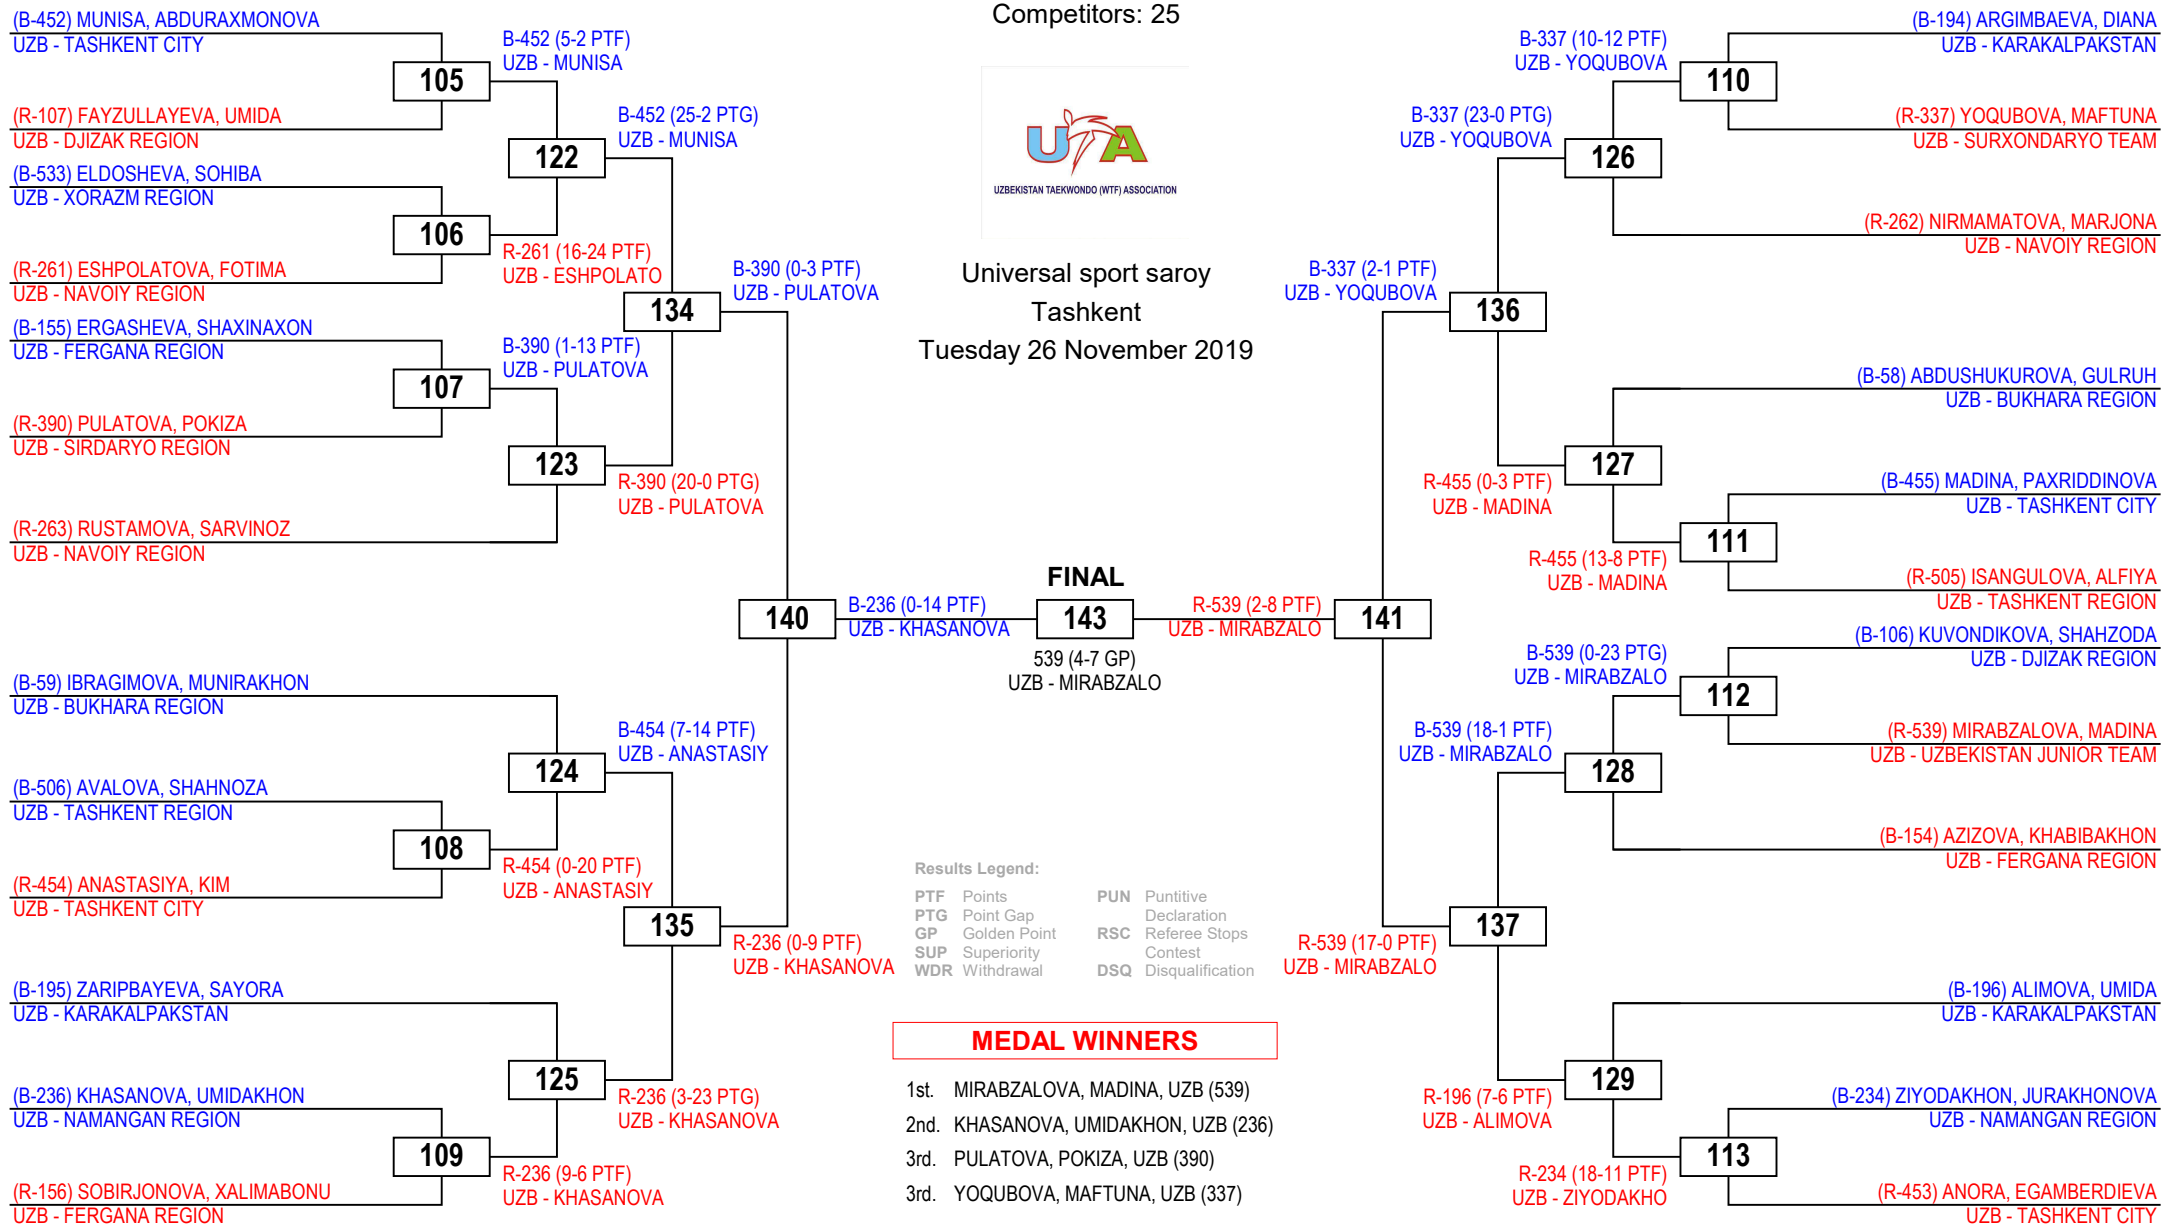 Competitors: 25
UTA
UZBEKISTAN TAEKWONDO (WTF) ASSOCIATION
Universal sport saroy
Tashkent
Tuesday 26 November 2019
(B-452) MUNISA, ABDURAXMONOVA
UZB - TASHKENT CITY
105
(R-107) FAYZULLAYEVA, UMIDA
UZB - DJIZAK REGION
(B-533) ELDOSHEVA, SOHIBA
UZB - XORAZM REGION
106
(R-261) ESHPOLATOVA, FOTIMA
UZB - NAVOIY REGION
(B-155) ERGASHEVA, SHAXINAXON
UZB - FERGANA REGION
107
(R-390) PULATOVA, POKIZA
UZB - SIRDARYO REGION
(R-263) RUSTAMOVA, SARVINOZ
UZB - NAVOIY REGION
(B-59) IBRAGIMOVA, MUNIRAKHON
UZB - BUKHARA REGION
(B-506) AVALOVA, SHAHNOZA
UZB - TASHKENT REGION
108
(R-454) ANASTASIYA, KIM
UZB - TASHKENT CITY
(B-195) ZARIPBAYEVA, SAYORA
UZB - KARAKALPAKSTAN
(B-236) KHASANOVA, UMIDAKHON
UZB - NAMANGAN REGION
109
(R-156) SOBIRJONOVA, XALIMABONU
UZB - FERGANA REGION
B-452 (5-2 PTF)
UZB - MUNISA
122
R-261 (16-24 PTF)
UZB - ESHPOLATO
B-390 (1-13 PTF)
UZB - PULATOVA
123
124
R-454 (0-20 PTF)
UZB - ANASTASIY
125
R-236 (9-6 PTF)
UZB - KHASANOVA
B-452 (25-2 PTG)
UZB - MUNISA
134
R-390 (20-0 PTG)
UZB - PULATOVA
B-454 (7-14 PTF)
UZB - ANASTASIY
135
R-236 (3-23 PTG)
UZB - KHASANOVA
B-390 (0-3 PTF)
UZB - PULATOVA
140
R-236 (0-9 PTF)
UZB - KHASANOVA
B-236 (0-14 PTF)
UZB - KHASANOVA
FINAL
143
539 (4-7 GP)
UZB - MIRABZALO
R-539 (2-8 PTF)
UZB - MIRABZALO
141
B-337 (2-1 PTF)
UZB - YOQUBOVA
136
R-539 (17-0 PTF)
UZB - MIRABZALO
137
B-337 (23-0 PTG)
UZB - YOQUBOVA
126
R-455 (0-3 PTF)
UZB - MADINA
127
B-539 (18-1 PTF)
UZB - MIRABZALO
128
R-196 (7-6 PTF)
UZB - ALIMOVA
129
B-337 (10-12 PTF)
UZB - YOQUBOVA
110
R-455 (13-8 PTF)
UZB - MADINA
111
B-539 (0-23 PTG)
UZB - MIRABZALO
112
R-234 (18-11 PTF)
UZB - ZIYODAKHO
113
(B-194) ARGIMBAEVA, DIANA
UZB - KARAKALPAKSTAN
(R-337) YOQUBOVA, MAFTUNA
UZB - SURXONDARYO TEAM
(R-262) NIRMAMATOVA, MARJONA
UZB - NAVOIY REGION
(B-58) ABDUSHUKUROVA, GULRUH
UZB - BUKHARA REGION
(B-455) MADINA, PAXRIDDINOVA
UZB - TASHKENT CITY
(R-505) ISANGULOVA, ALFIYA
UZB - TASHKENT REGION
(B-106) KUVONDIKOVA, SHAHZODA
UZB - DJIZAK REGION
(R-539) MIRABZALOVA, MADINA
UZB - UZBEKISTAN JUNIOR TEAM
(B-154) AZIZOVA, KHABIBAKHON
UZB - FERGANA REGION
(B-196) ALIMOVA, UMIDA
UZB - KARAKALPAKSTAN
(B-234) ZIYODAKHON, JURAKHONOVA
UZB - NAMANGAN REGION
(R-453) ANORA, EGAMBERDIEVA
UZB - TASHKENT CITY
Results Legend:
PTF Points
PTG Point Gap
GP Golden Point
SUP Superiority
WDR Withdrawal
PUN Puntitive
Declaration
RSC Referee Stops
Contest
DSQ Disqualification
MEDAL WINNERS
1st. MIRABZALOVA, MADINA, UZB (539)
2nd. KHASANOVA, UMIDAKHON, UZB (236)
3rd. PULATOVA, POKIZA, UZB (390)
3rd. YOQUBOVA, MAFTUNA, UZB (337)